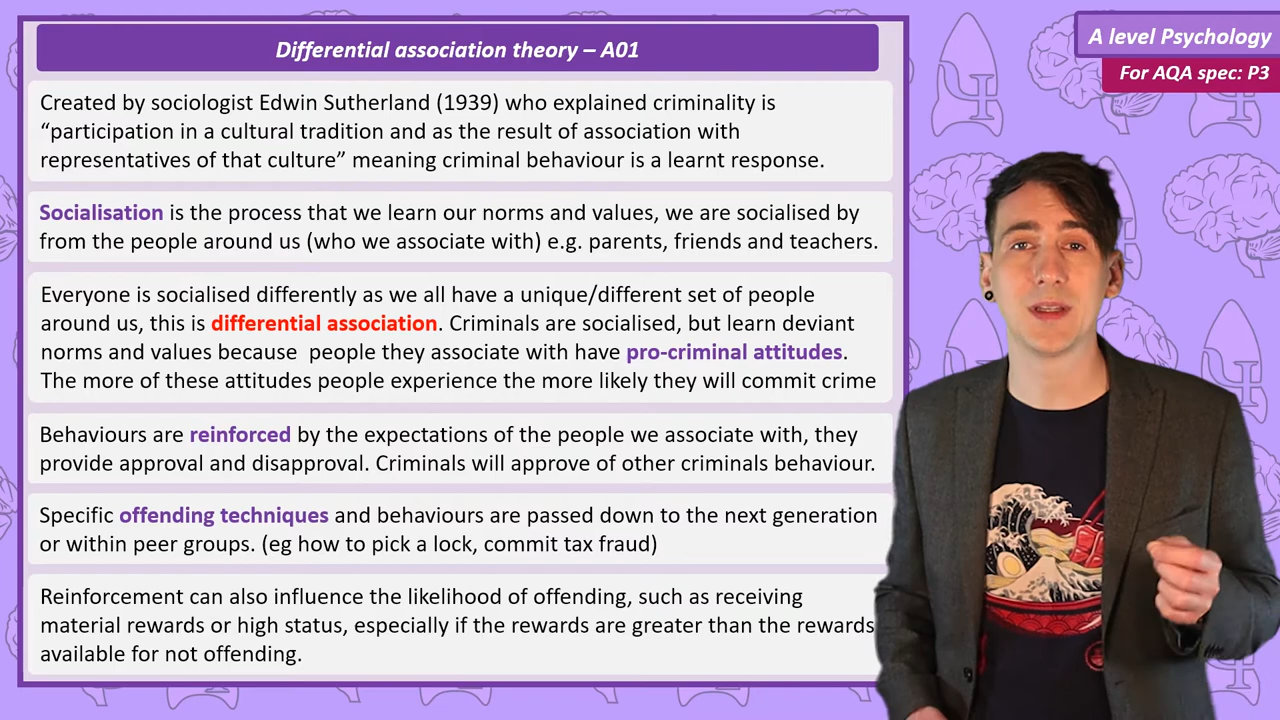 Differential association theory – A01
A level Psychology
For AQA spec: P3
Created by sociologist Edwin Sutherland (1939) who explained criminality is
“participation in a cultural tradition and as the result of association with
representatives of that culture” meaning criminal behaviour is a learnt response.
Socialisation is the process that we learn our norms and values, we are socialised by
from the people around us (who we associate with) e.g. parents, friends and teachers.
Everyone is socialised differently as we all have a unique/different set of people
around us, this is differential association. Criminals are socialised, but learn deviant
norms and values because  people they associate with have pro-criminal attitudes.
The more of these attitudes people experience the more likely they will commit crime
Behaviours are reinforced by the expectations of the people we associate with, they
provide approval and disapproval. Criminals will approve of other criminals behaviour.
Specific offending techniques and behaviours are passed down to the next generation
or within peer groups. (eg how to pick a lock, commit tax fraud)
Reinforcement can also influence the likelihood of offending, such as receiving
material rewards or high status, especially if the rewards are greater than the rewards
available for not offending.